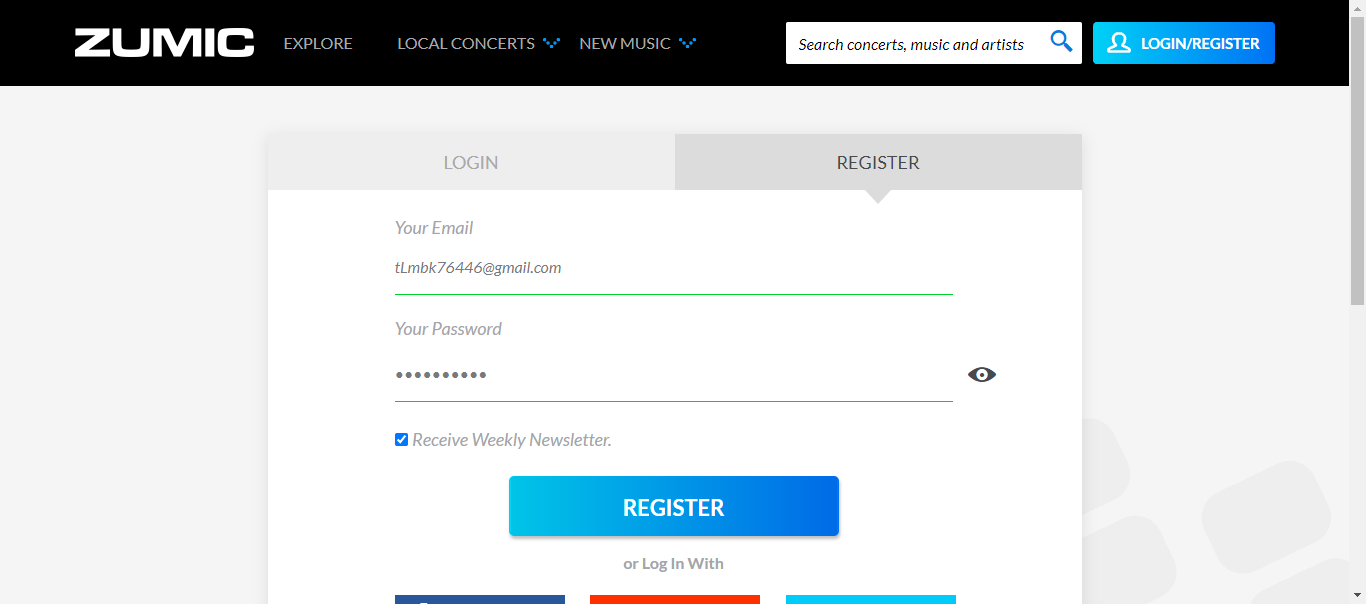 ZUMIC EXPLORE LOCAL CONCERTS NEW MUSIC Search concerts, music and artists LOGIN/REGISTER
LOGIN REGISTER
Your Email
tLmbk76446@gmail.com
Your Password
••••••••••
Receive Weekly Newsletter.
REGISTER
or Log In With